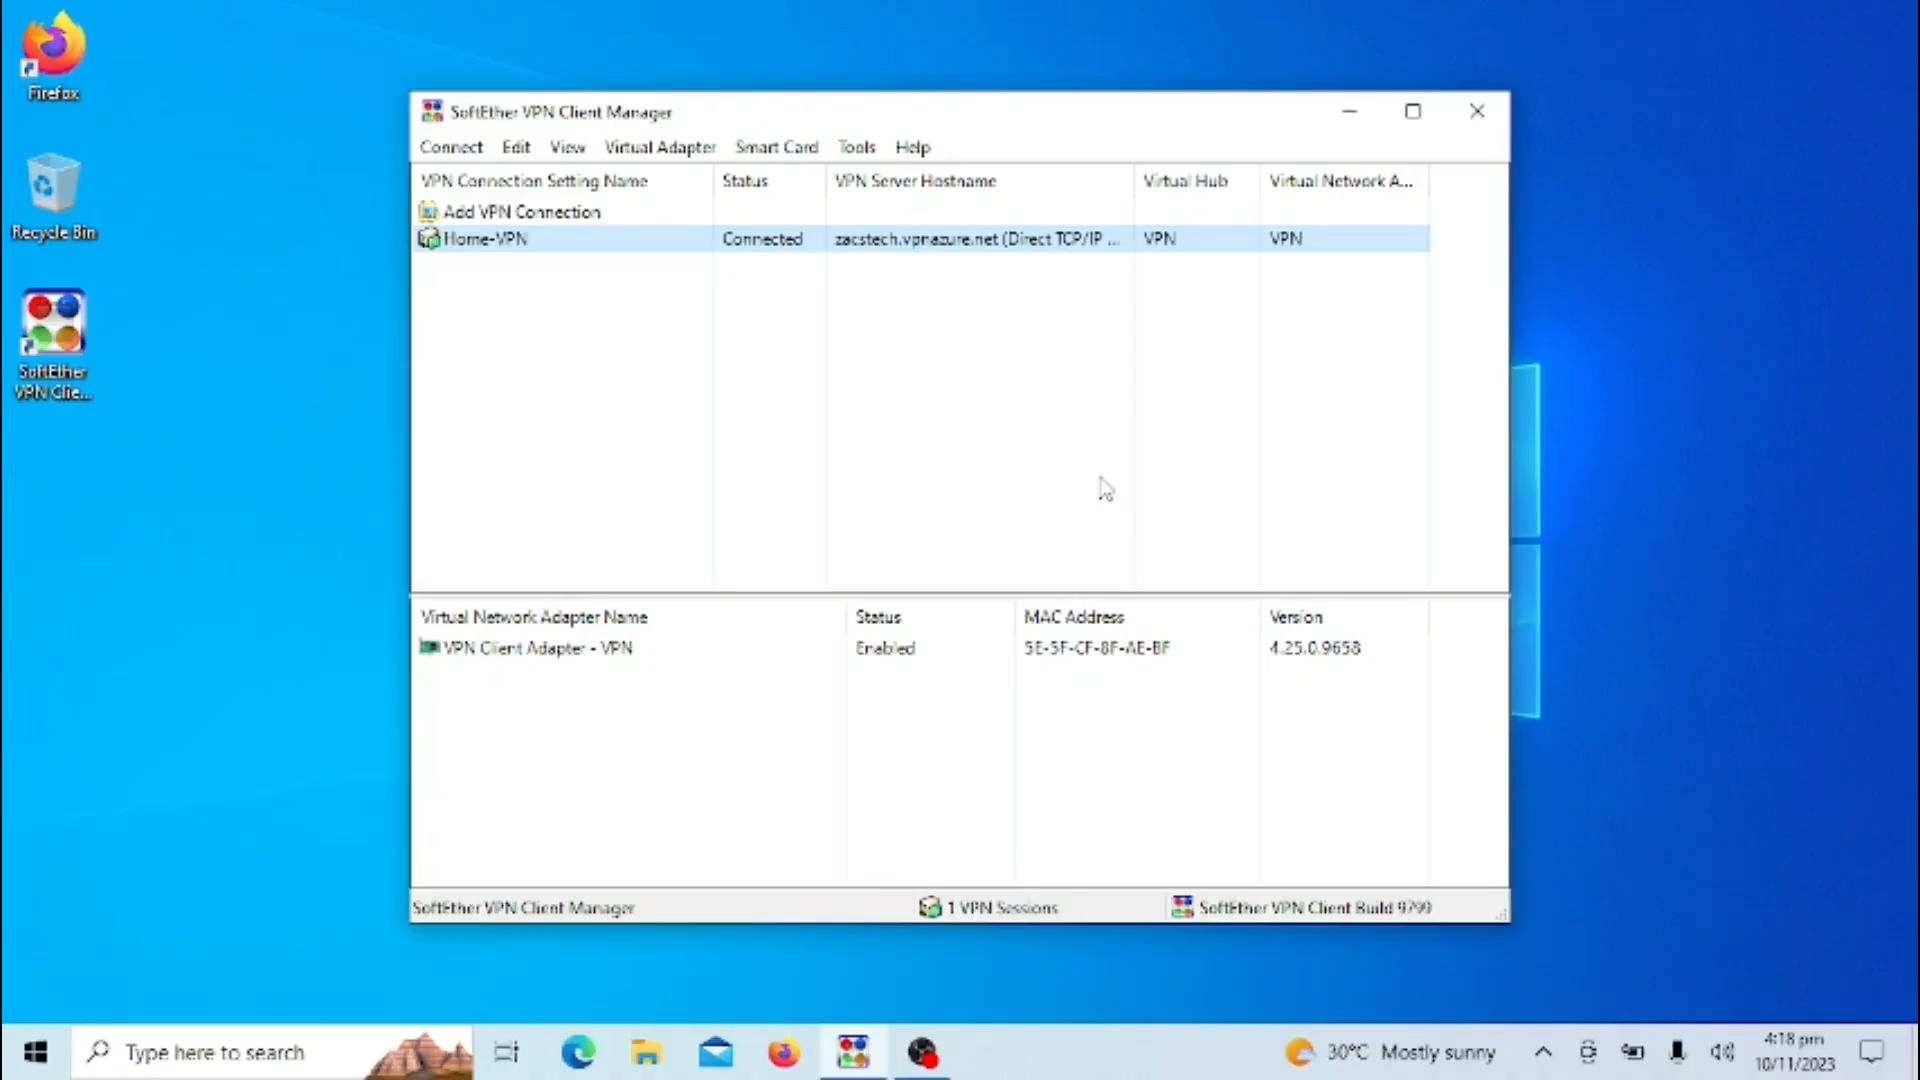 Firefox
Recycle Bin
SoftEther
VPN Clie...
SoftEther VPN Client Manager
Connect Edit View Virtual Adapter Smart Card Tools Help
VPN Connection Setting Name Status VPN Server Hostname Virtual Hub Virtual Network A...
Add VPN Connection
Home-VPN Connected zacstech.vpnazure.net (Direct TCP/IP ... VPN VPN
Virtual Network Adapter Name Status MAC Address Version
VPN Client Adapter - VPN Enabled 5E-5F-CF-8F-AE-BF 4.25.0.9658
SoftEther VPN Client Manager 1 VPN Sessions SoftEther VPN Client Build 9799
Type here to search 30°C Mostly sunny 4:18 pm
10/11/2023